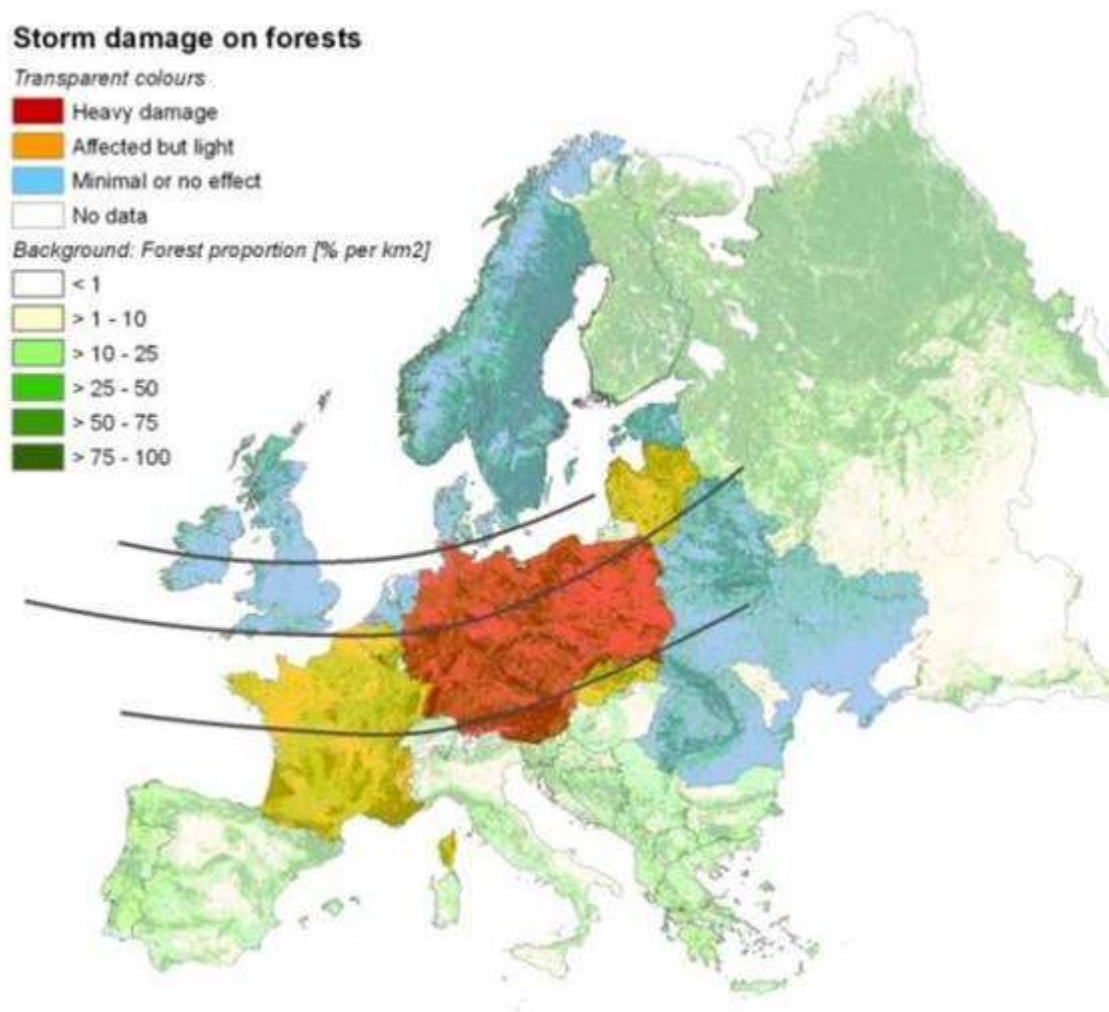 Storm damage on forests
Transparent colours
Heavy damage
Affected but light
Minimal or no effect
No data
Background: Forest proportion [% per km2]
< 1
> 1 - 10
> 10 - 25
> 25 - 50
> 50 - 75
> 75 - 100